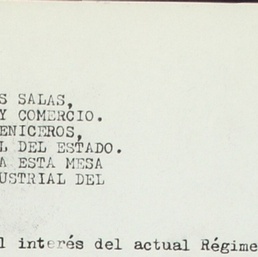 S SALAS,
Y COMERCIO.
ENICEROS,
L DEL ESTADO.
A ESTA MESA
USTRIAL DEL
l interés del actual Régime